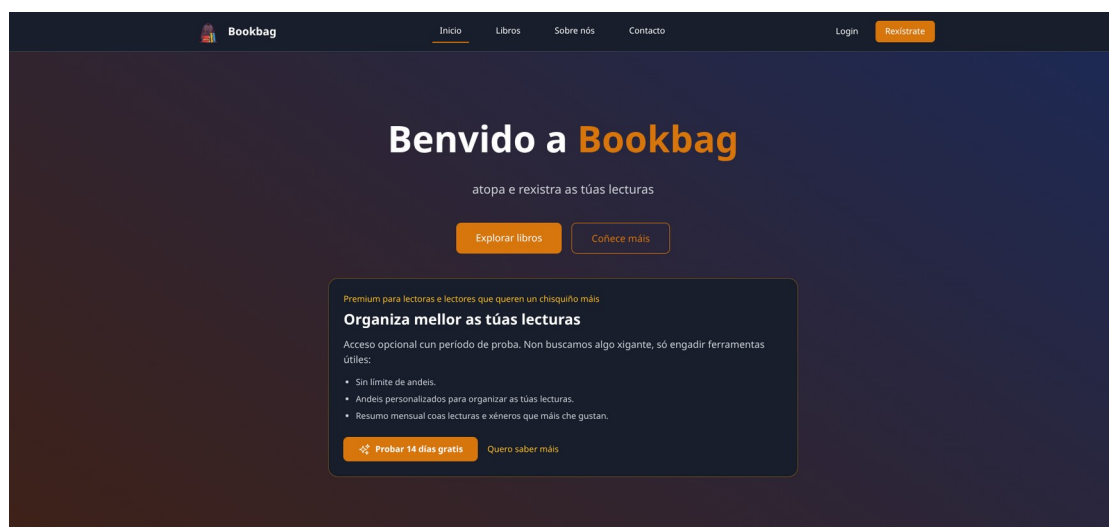 Bookbag
Inicio
Libros
Sobre nós
Contacto
Login
Rexístrate
Benvido a Bookbag
atopa e rexistra as túas lecturas
Explorar libros
Coñece máis
Premium para lectoras e lectores que queren un chisquiño máis
Organiza mellor as túas lecturas
Acceso opcional cun período de proba. Non buscamos algo xigante, só engadir ferramentas
útiles:
• Sin límite de andeis.
• Andeis personalizados para organizar as túas lecturas.
• Resumo mensual coas lecturas e xéneros que máis che gustan.
Probar 14 días gratis
Quero saber máis